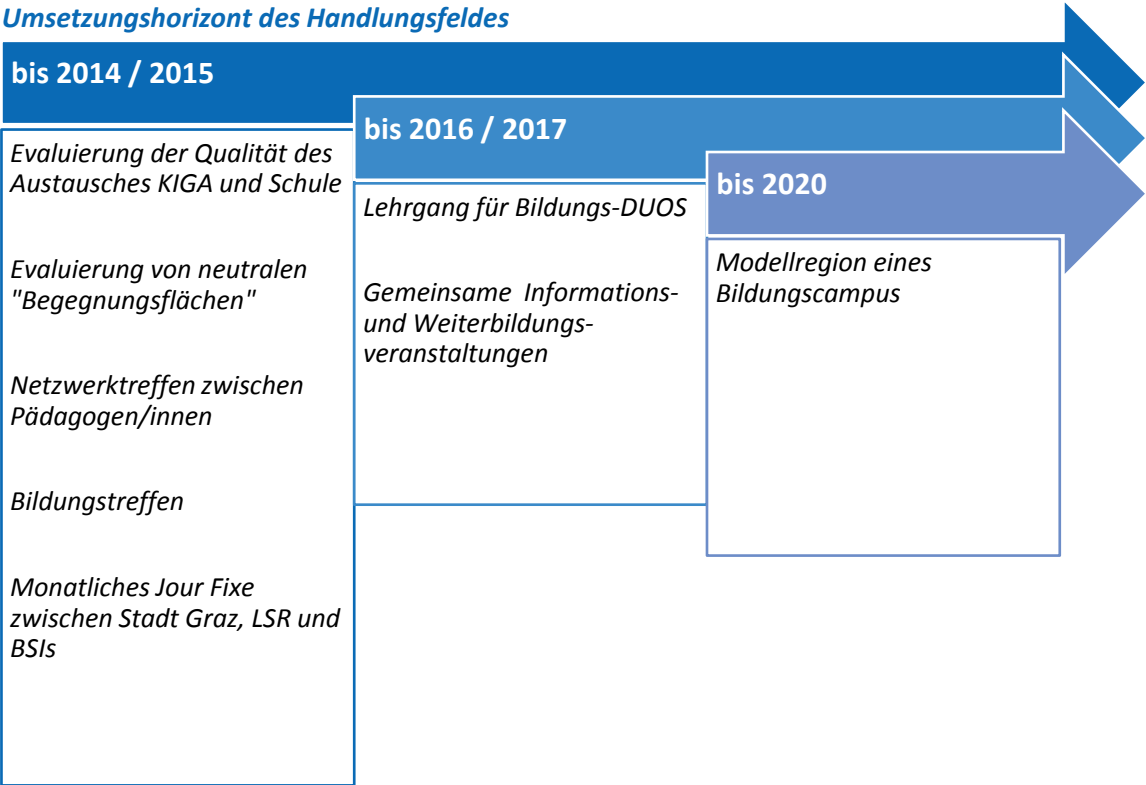 Umsetzungshorizont des Handlungsfeldes
bis 2014 / 2015
Evaluierung der Qualität des
Austausches KIGA und Schule
Evaluierung von neutralen
"Begegnungsflächen"
Netzwerktreffen zwischen
Pädagogen/innen
Bildungstreffen
Monatliches Jour Fixe
zwischen Stadt Graz, LSR und
BSIs
bis 2016 / 2017
Lehrgang für Bildungs-DUOS
Gemeinsame Informations-
und Weiterbildungs-
veranstaltungen
bis 2020
Modellregion eines
Bildungscampus